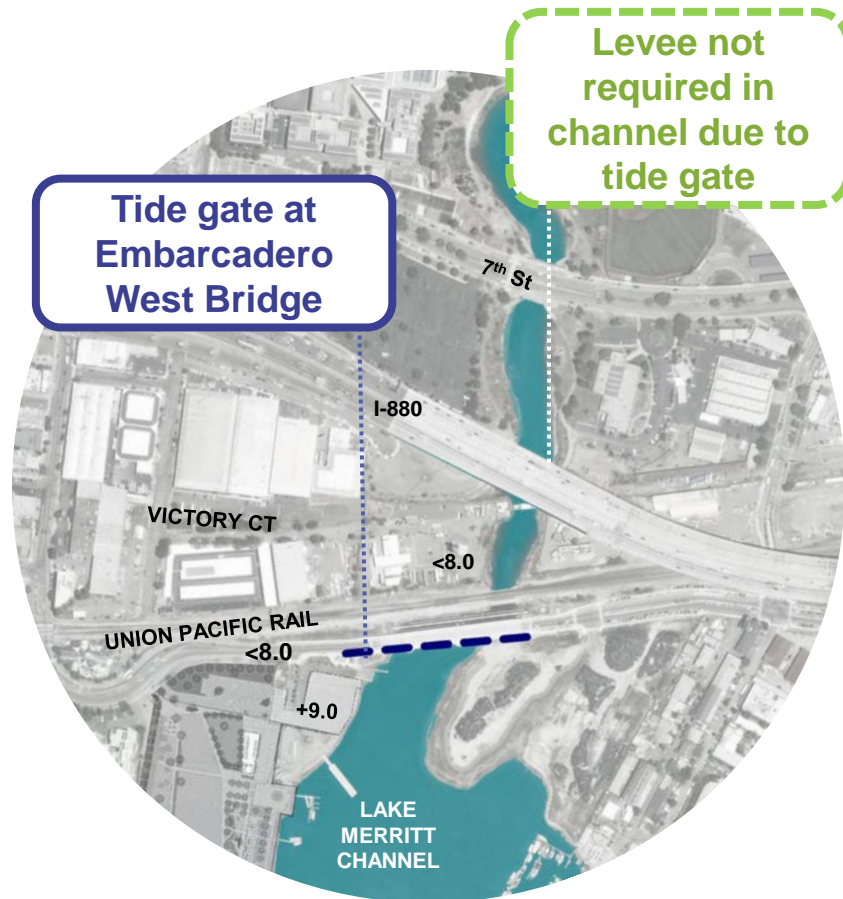 Levee not
required in
channel due to
tide gate
Tide gate at
Embarcadero
West Bridge
7th St
I-880
VICTORY CT
<8.0
UNION PACIFIC RAIL
<8.0
+9.0
LAKE
MERRITT
CHANNEL